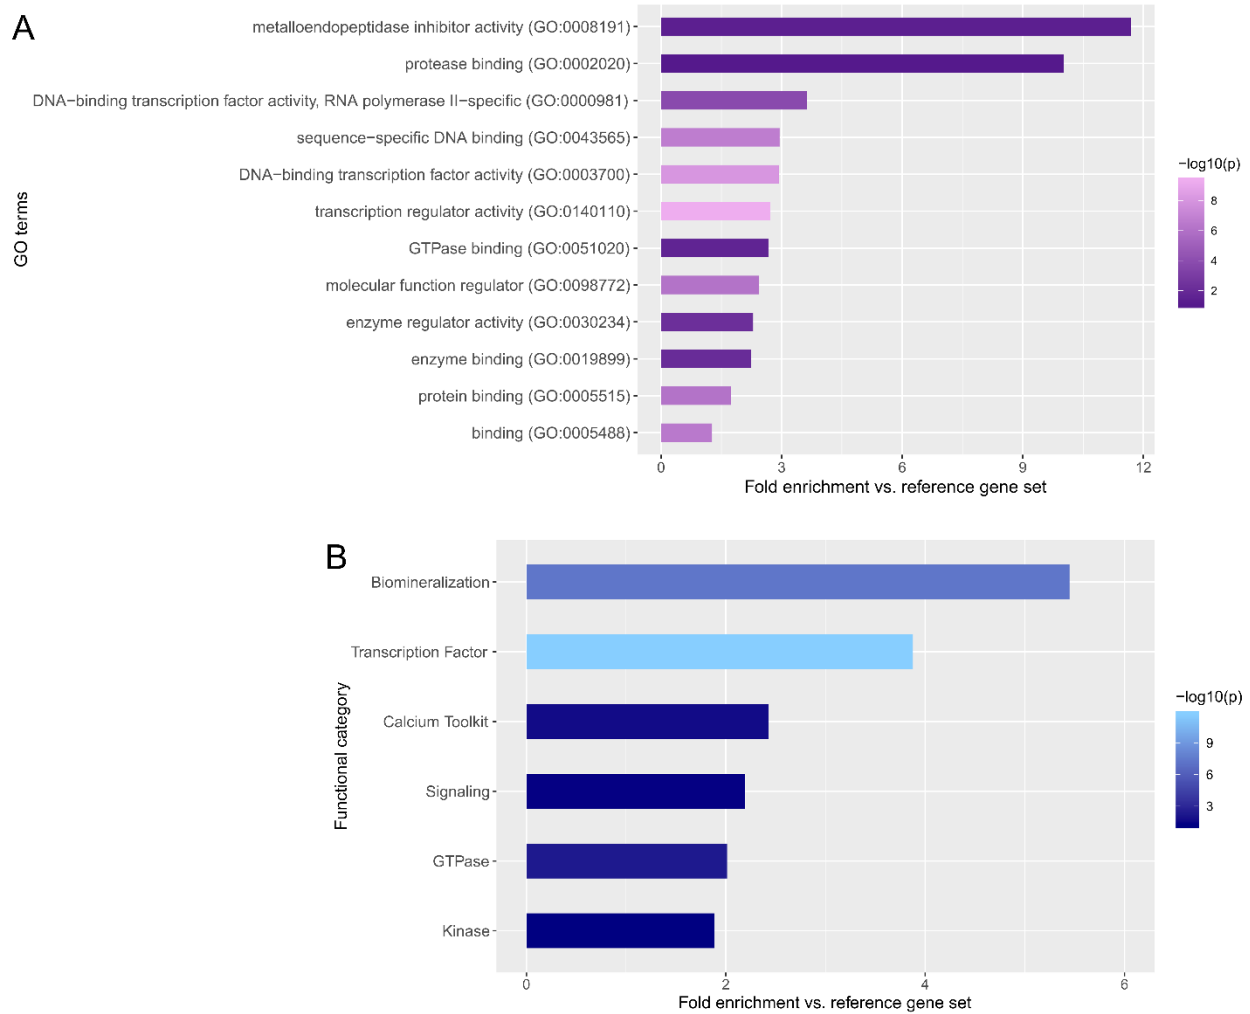 A
metalloendopeptidase inhibitor activity (GO:0008191)
protease binding (GO:0002020)
DNA−binding transcription factor activity, RNA polymerase II−specific (GO:0000981)
sequence−specific DNA binding (GO:0043565)
DNA−binding transcription factor activity (GO:0003700)
transcription regulator activity (GO:0140110)
GTPase binding (GO:0051020)
molecular function regulator (GO:0098772)
enzyme regulator activity (GO:0030234)
enzyme binding (GO:0019899)
protein binding (GO:0005515)
binding (GO:0005488)
GO terms
0 3 6 9 12
Fold enrichment vs. reference gene set
−log10(p)
8
6
4
2
B
Biomineralization
Transcription Factor
Calcium Toolkit
Signaling
GTPase
Kinase
Functional category
0 2 4 6
Fold enrichment vs. reference gene set
−log10(p)
9
6
3